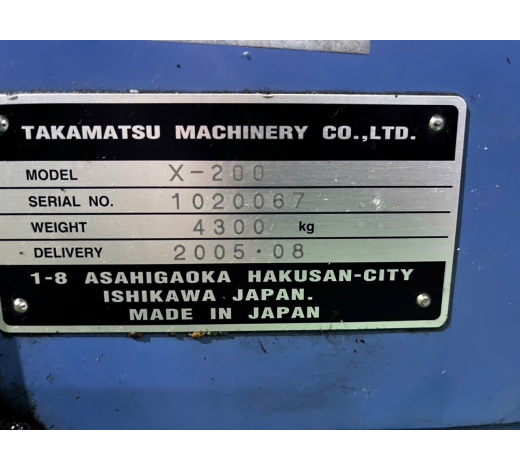 TAKAMATSU MACHINERY CO.,LTD.
MODEL X-200
SERIAL NO. 1020067
WEIGHT 4300 kg
DELIVERY 2005·08
1-8 ASAHIGAOKA HAKUSAN-CITY
ISHIKAWA JAPAN.
MADE IN JAPAN